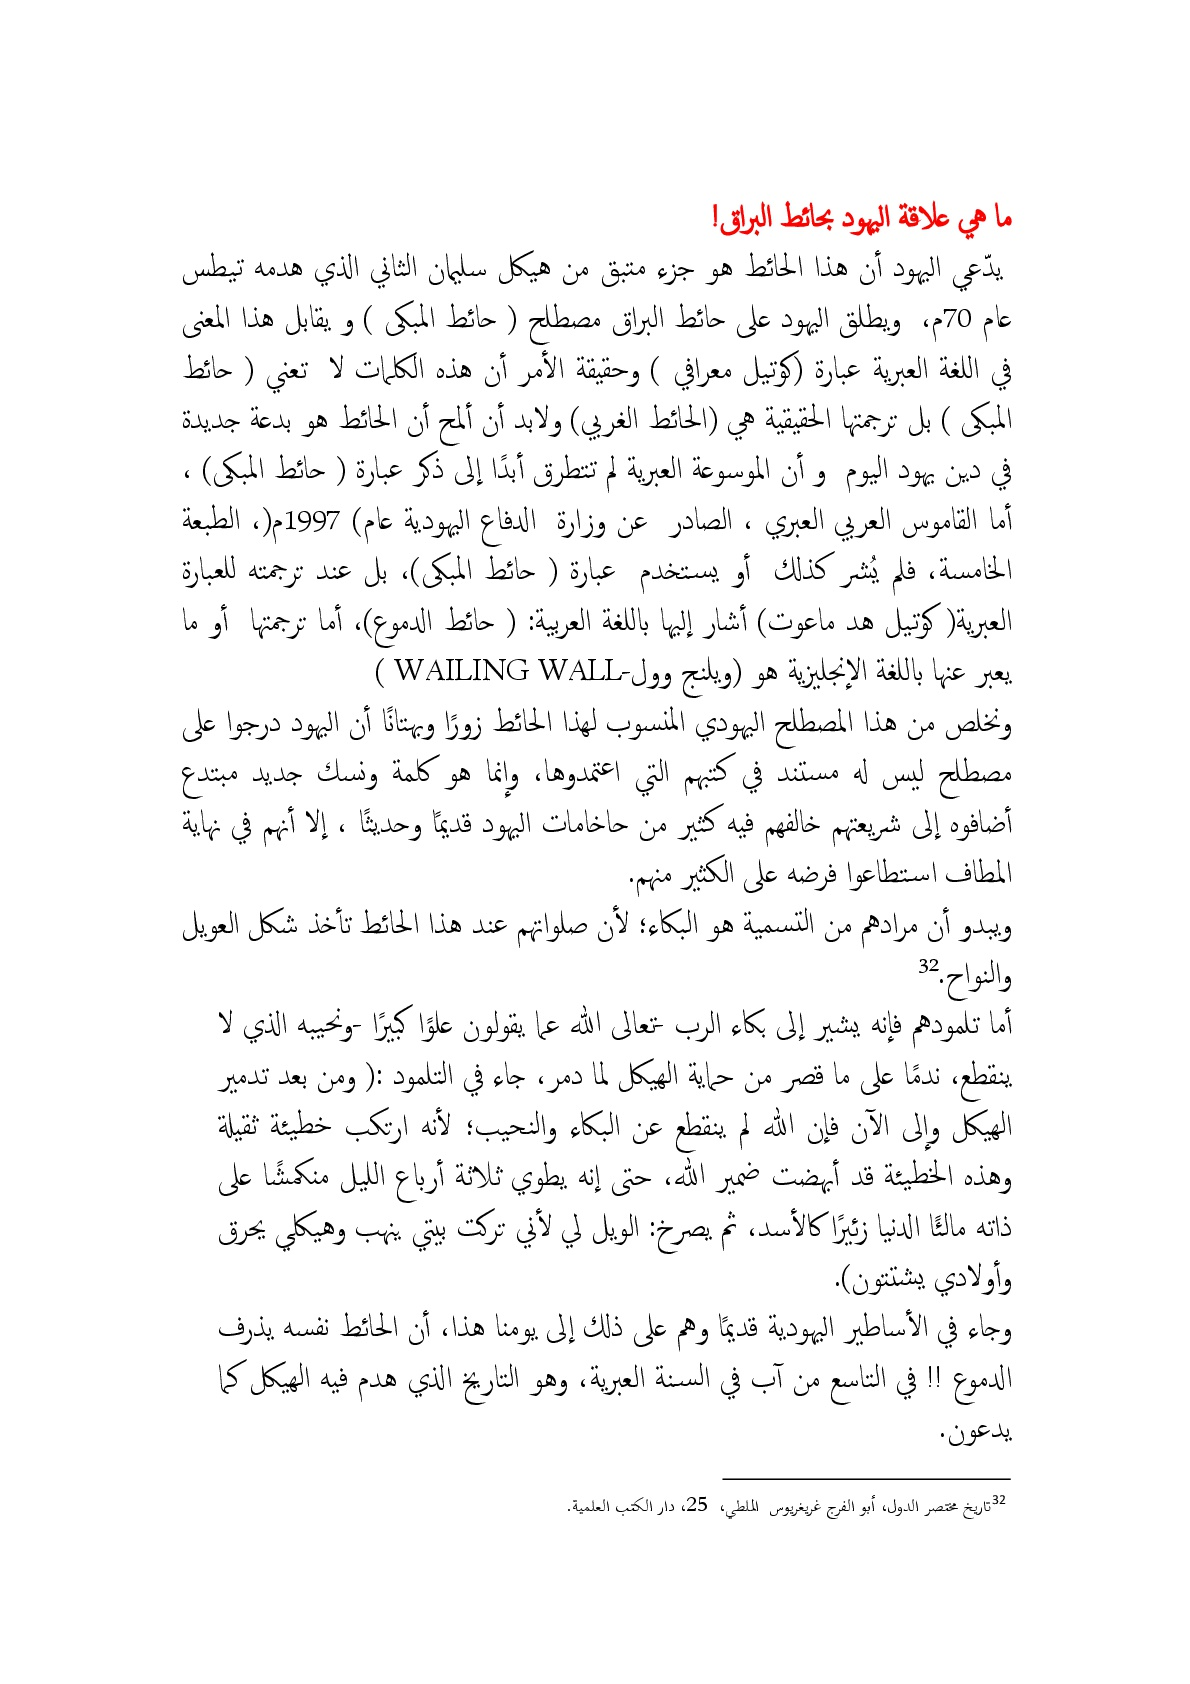 ما هي علاقة اليهود بحائط البراق!
يدّعي اليهود أن هذا الحائط هو جزء متبق من هيكل سليمان الثاني الذي هدمه تيطس
عام 70م، ويطلق اليهود على حائط البراق مصطلح ( حائط المبكى ) و يقابل هذا المعنى
في اللغة العبرية عبارة (كوتيل معرافي ) وحقيقة الأمر أن هذه الكلمات لا تعني ( حائط
المبكى ) بل ترجمتها الحقيقية هي (الحائط الغربي) ولابد أن ألمح أن الحائط هو بدعة جديدة
في دين يهود اليوم و أن الموسوعة العبرية لم تتطرق أبدًا إلى ذكر عبارة ( حائط المبكى) ،
أما القاموس العربي العبري ، الصادر عن وزارة الدفاع اليهودية عام) 1997م(، الطبعة
الخامسة، فلم يُشر كذلك أو يستخدم عبارة ( حائط المبكى)، بل عند ترجمته للعبارة
العبرية( كوتيل هد ماعوت) أشار إليها باللغة العربية: ( حائط الدموع)، أما ترجمتها أو ما
يعبر عنها باللغة الإنجليزية هو (ويلنج وول-WAILING WALL )
ونخلص من هذا المصطلح اليهودي المنسوب لهذا الحائط زورًا وبهتانًا أن اليهود درجوا على
مصطلح ليس له مستند في كتبهم التي اعتمدوها، وإنما هو كلمة ونسك جديد مبتدع
أضافوه إلى شريعتهم خالفهم فيه كثير من حاخامات اليهود قديمًا وحديثًا ، إلا أنهم في نهاية
المطاف استطاعوا فرضه على الكثير منهم.
ويبدو أن مرادهم من التسمية هو البكاء؛ لأن صلواتهم عند هذا الحائط تأخذ شكل العويل
والنواح.32
أما تلمودهم فإنه يشير إلى بكاء الرب -تعالى الله عما يقولون علوًا كبيرًا -ونحيبه الذي لا
ينقطع، ندمًا على ما قصر من حماية الهيكل لما دمر، جاء في التلمود :( ومن بعد تدمير
الهيكل وإلى الآن فإن الله لم ينقطع عن البكاء والنحيب؛ لأنه ارتكب خطيئة ثقيلة
وهذه الخطيئة قد أبهضت ضمير الله، حتى إنه يطوي ثلاثة أرباع الليل منكمشًا على
ذاته مالئًا الدنيا زئيرًا كالأسد، ثم يصرخ: الويل لي لأني تركت بيتي ينهب وهيكلي يحرق
وأولادي يشتتون).
وجاء في الأساطير اليهودية قديمًا وهم على ذلك إلى يومنا هذا، أن الحائط نفسه يذرف
الدموع !! في التاسع من آب في السنة العبرية، وهو التاريخ الذي هدم فيه الهيكل كما
يدعون.
32تاريخ مختصر الدول، أبو الفرج غريغريوس الملطي، 25، دار الكتب العلمية.